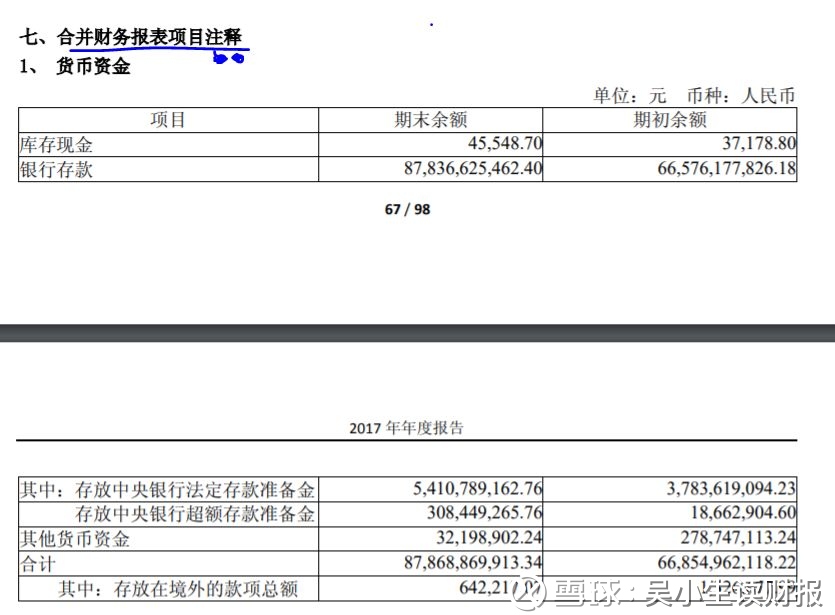 七、合并财务报表项目注释
1、 货币资金
单位：元 币种：人民币
项目 期末余额 期初余额
库存现金 45,548.70 37,178.80
银行存款 87,836,625,462.40 66,576,177,826.18
67 / 98
2017 年年度报告
其中：存放中央银行法定存款准备金 5,410,789,162.76 3,783,619,094.23
存放中央银行超额存款准备金 308,449,265.76 18,662,904.60
其他货币资金 32,198,902.24 278,747,113.24
合计 87,868,869,913.34 66,854,962,118.22
其中：存放在境外的款项总额
雪球：吴小生读财报